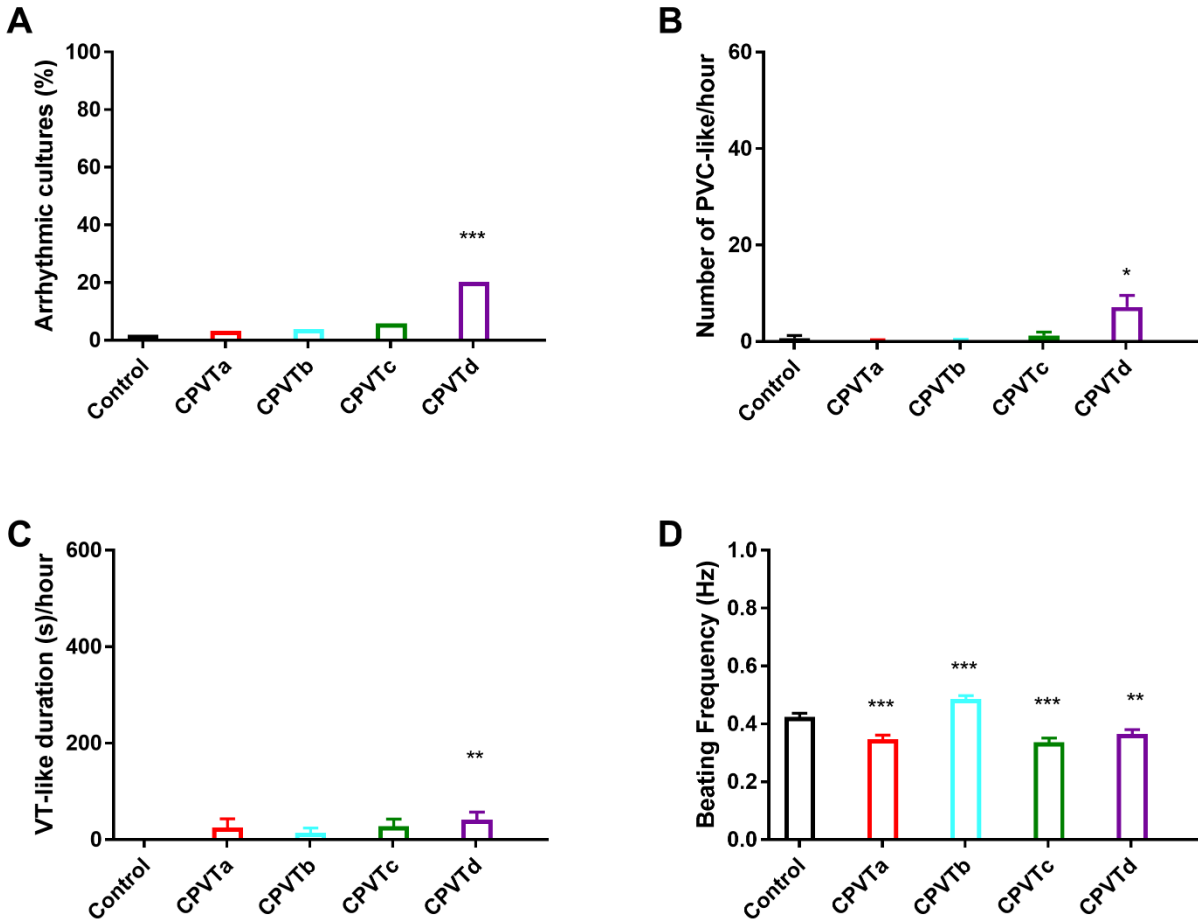 A
Arrhythmic cultures (%)
100
80
60
40
20
0
***
Control
CPVTa
CPVTb
CPVTc
CPVTd
B
Number of PVC-like/hour
60
40
20
0
*
Control
CPVTa
CPVTb
CPVTc
CPVTd
C
VT-like duration (s)/hour
600
400
200
0
**
Control
CPVTa
CPVTb
CPVTc
CPVTd
D
Beating Frequency (Hz)
1.0
0.8
0.6
0.4
0.2
0.0
***
***
***
**
Control
CPVTa
CPVTb
CPVTc
CPVTd